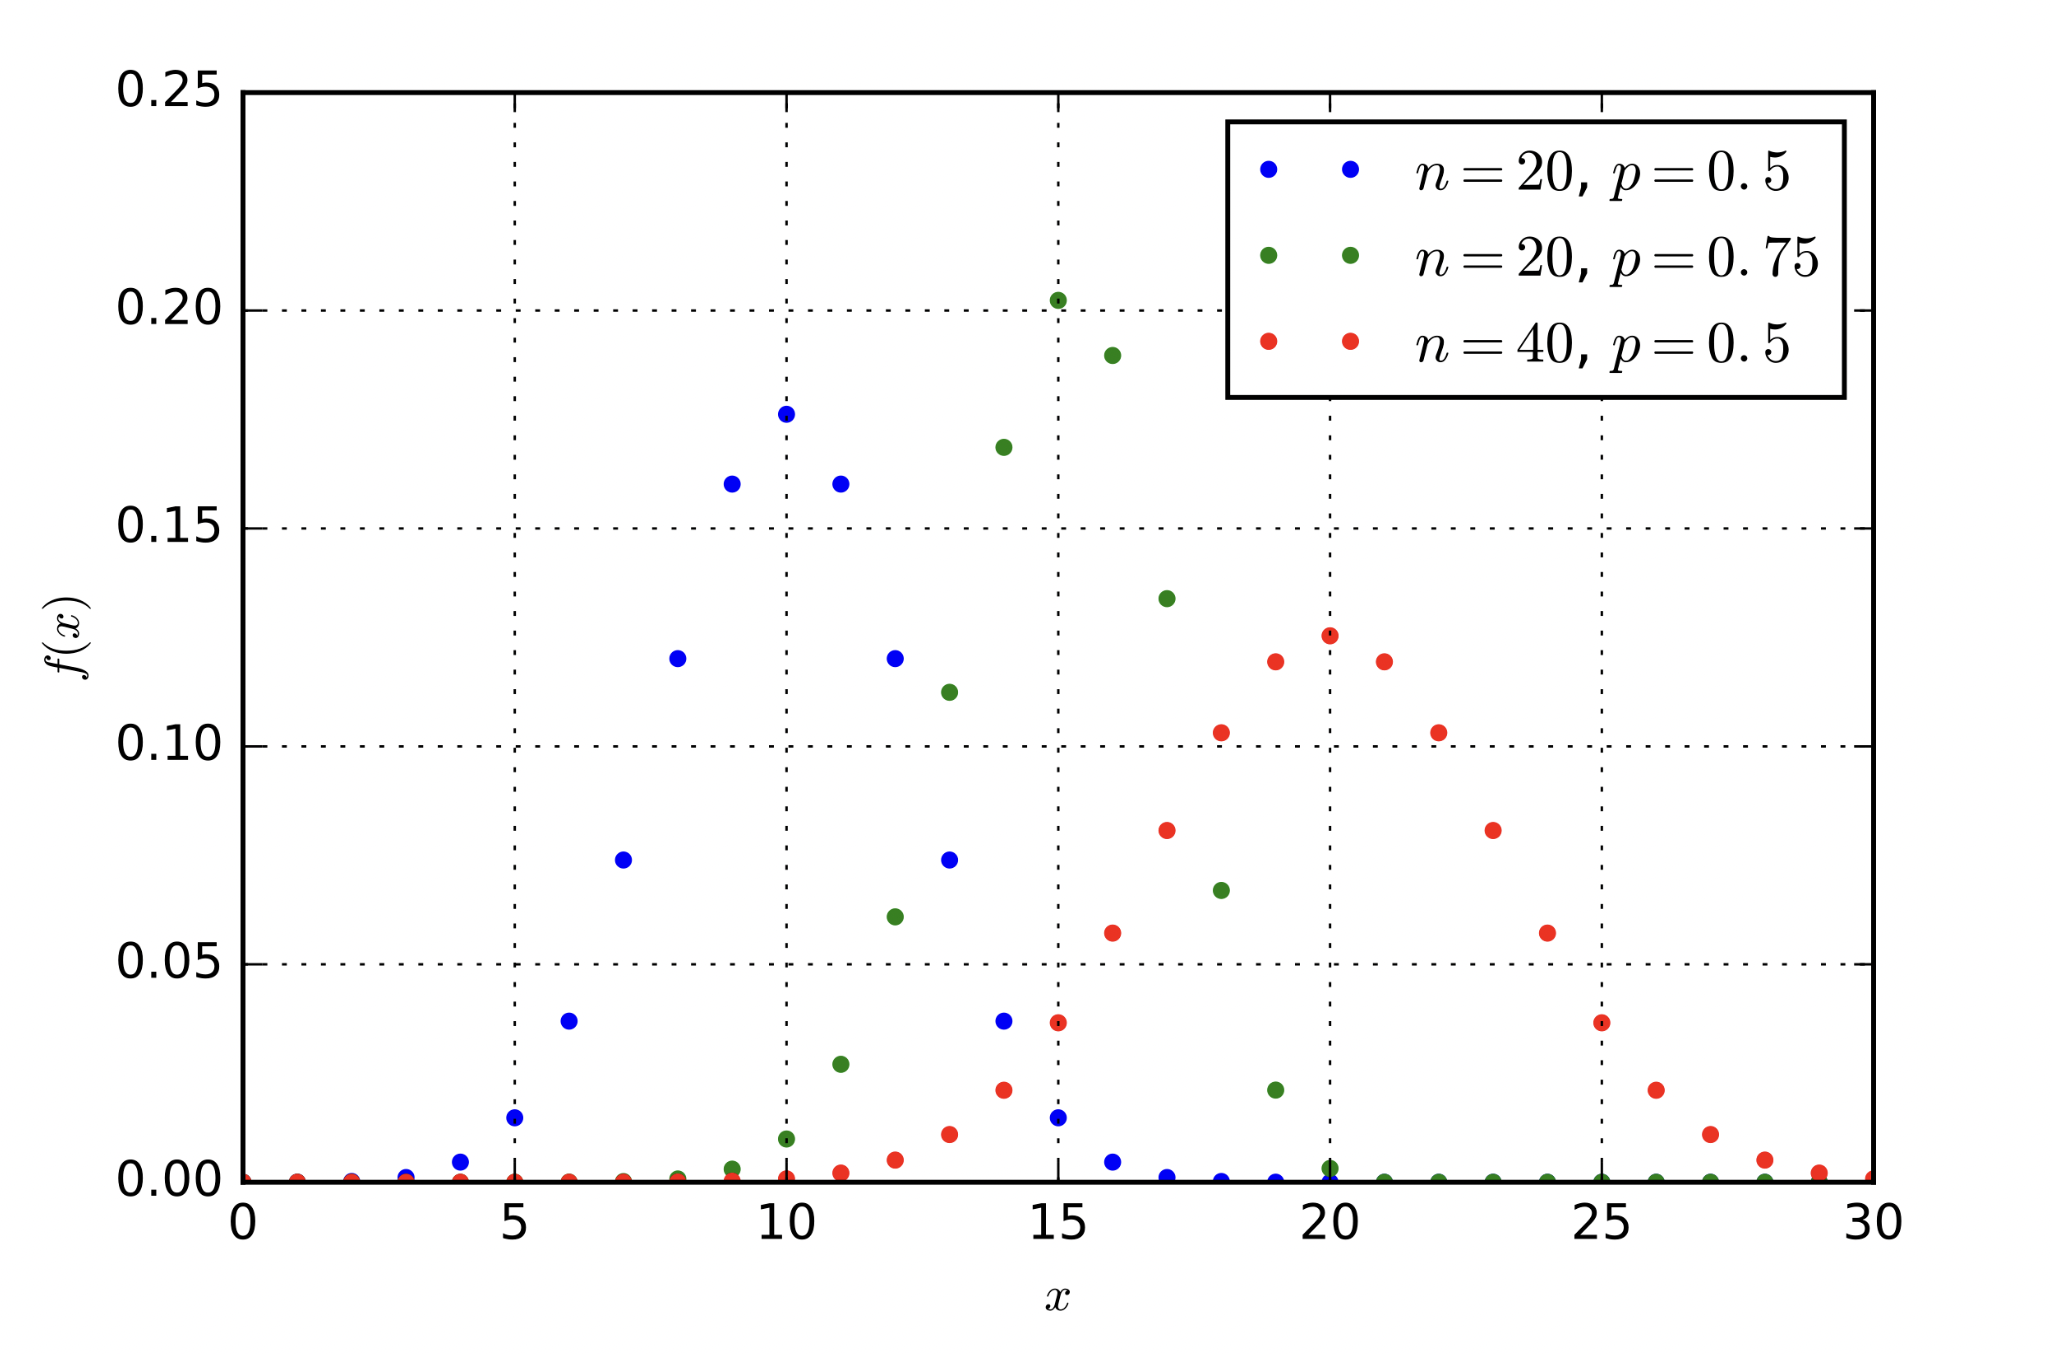 0.25
0.20
0.15
0.10
0.05
0.00
f(x)
0 5 10 15 20 25 30
x
n = 20, p = 0.5
n = 20, p = 0.75
n = 40, p = 0.5